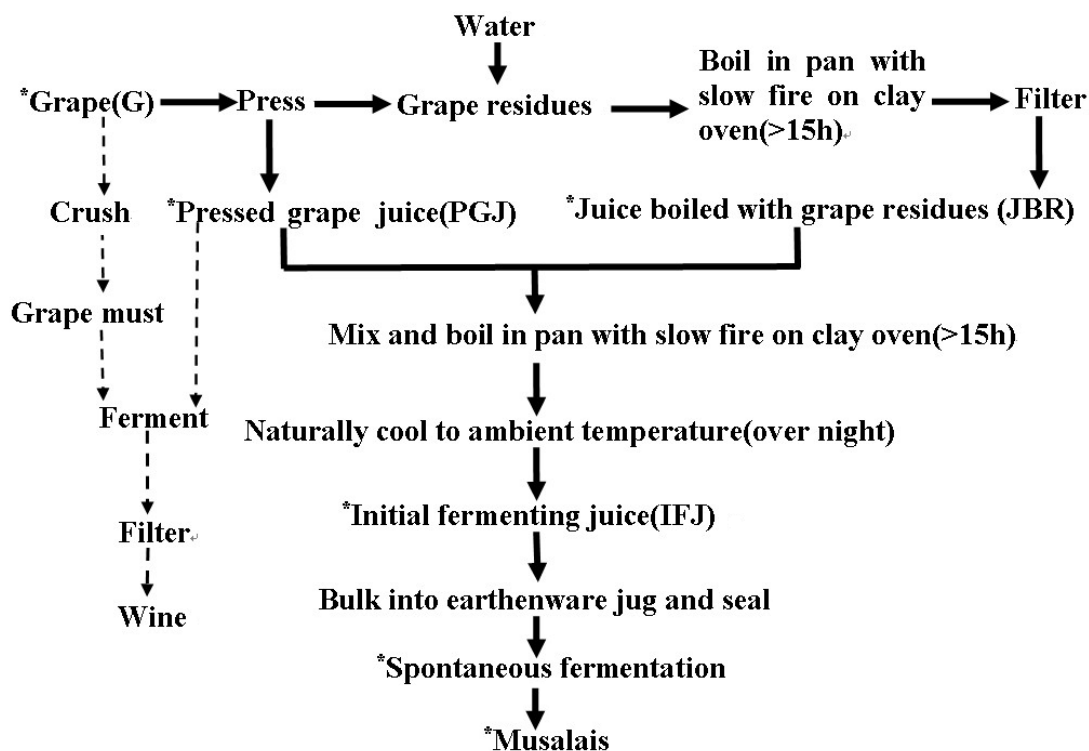 Water
*Grape(G)
Press
Grape residues
Boil in pan with
slow fire on clay
oven(>15h)
Filter
Crush
*Pressed grape juice(PGJ)
*Juice boiled with grape residues (JBR)
Grape must
Mix and boil in pan with slow fire on clay oven(>15h)
Ferment
Naturally cool to ambient temperature(over night)
*Initial fermenting juice(IFJ)
Filter
Bulk into earthenware jug and seal
Wine
*Spontaneous fermentation
*Musalais